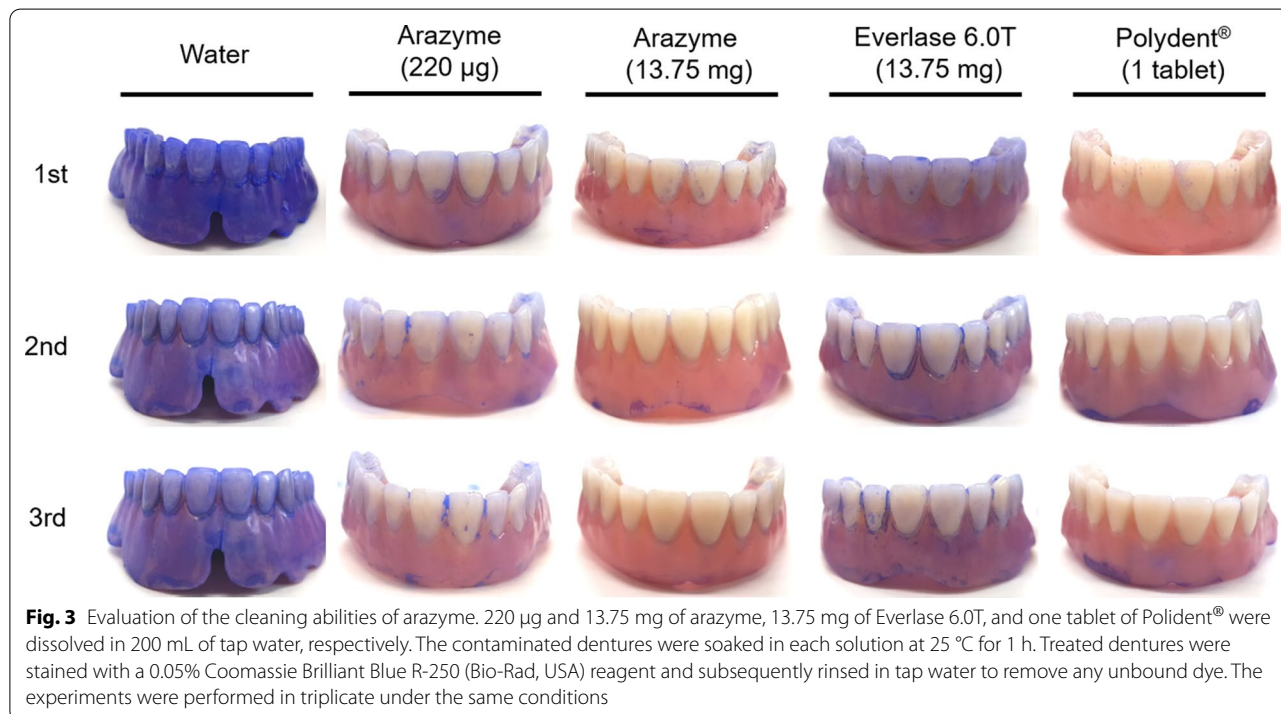 Water
Arazyme
(220 µg)
Arazyme
(13.75 mg)
Everlase 6.0T
(13.75 mg)
Polydent®
(1 tablet)
1st
2nd
3rd
Fig. 3 Evaluation of the cleaning abilities of arazyme. 220 µg and 13.75 mg of arazyme, 13.75 mg of Everlase 6.0T, and one tablet of Polident® were
dissolved in 200 mL of tap water, respectively. The contaminated dentures were soaked in each solution at 25 °C for 1 h. Treated dentures were
stained with a 0.05% Coomassie Brilliant Blue R-250 (Bio-Rad, USA) reagent and subsequently rinsed in tap water to remove any unbound dye. The
experiments were performed in triplicate under the same conditions